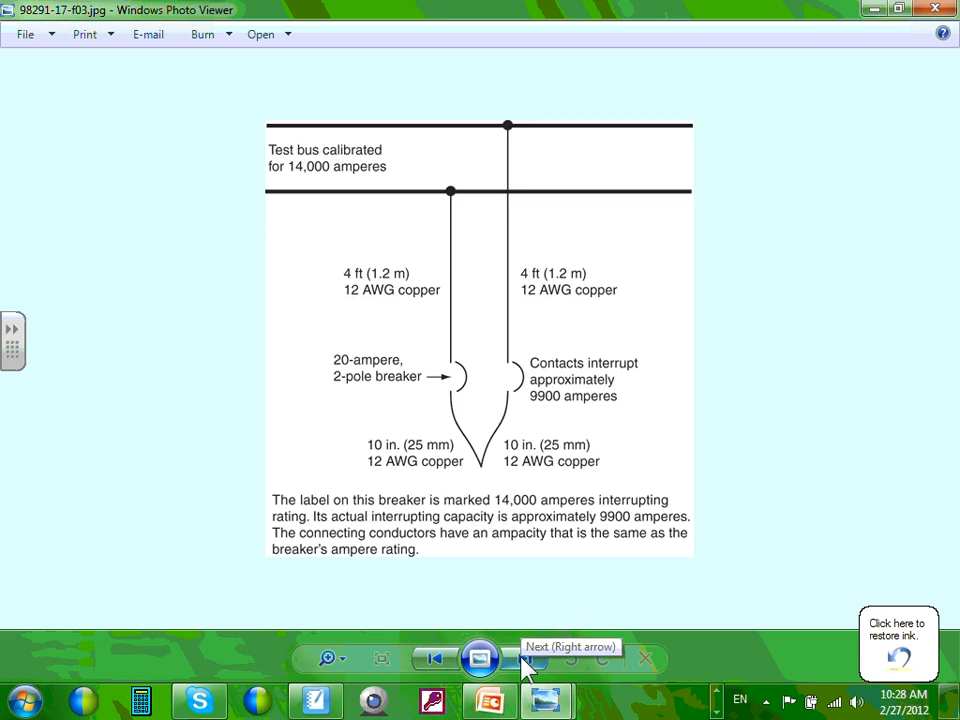 98291-17-f03.jpg - Windows Photo Viewer
File Print E-mail Burn Open
Test bus calibrated
for 14,000 amperes
4 ft (1.2 m)
12 AWG copper
4 ft (1.2 m)
12 AWG copper
20-ampere,
2-pole breaker
Contacts interrupt
approximately
9900 amperes
10 in. (25 mm)
12 AWG copper
10 in. (25 mm)
12 AWG copper
The label on this breaker is marked 14,000 amperes interrupting
rating. Its actual interrupting capacity is approximately 9900 amperes.
The connecting conductors have an ampacity that is the same as the
breaker's ampere rating.
Click here to
restore ink.
Next (Right arrow)
EN
10:28 AM
2/27/2012